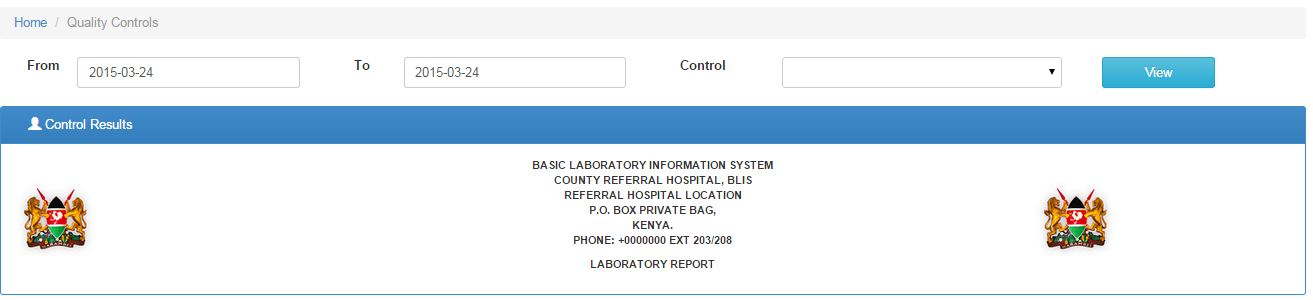 Home / Quality Controls
From 2015-03-24 To 2015-03-24 Control View
Control Results
BASIC LABORATORY INFORMATION SYSTEM
COUNTY REFERRAL HOSPITAL, BLIS
REFERRAL HOSPITAL LOCATION
P.O. BOX PRIVATE BAG,
KENYA.
PHONE: +0000000 EXT 203/208
LABORATORY REPORT